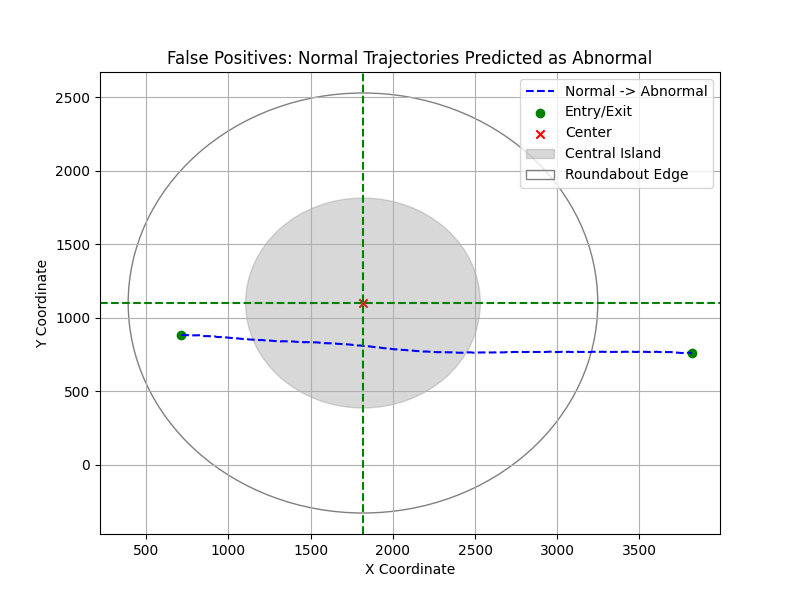 False Positives: Normal Trajectories Predicted as Abnormal
Normal -> Abnormal
Entry/Exit
Center
Central Island
Roundabout Edge
2500
2000
1500
1000
500
0
Y Coordinate
500 1000 1500 2000 2500 3000 3500
X Coordinate